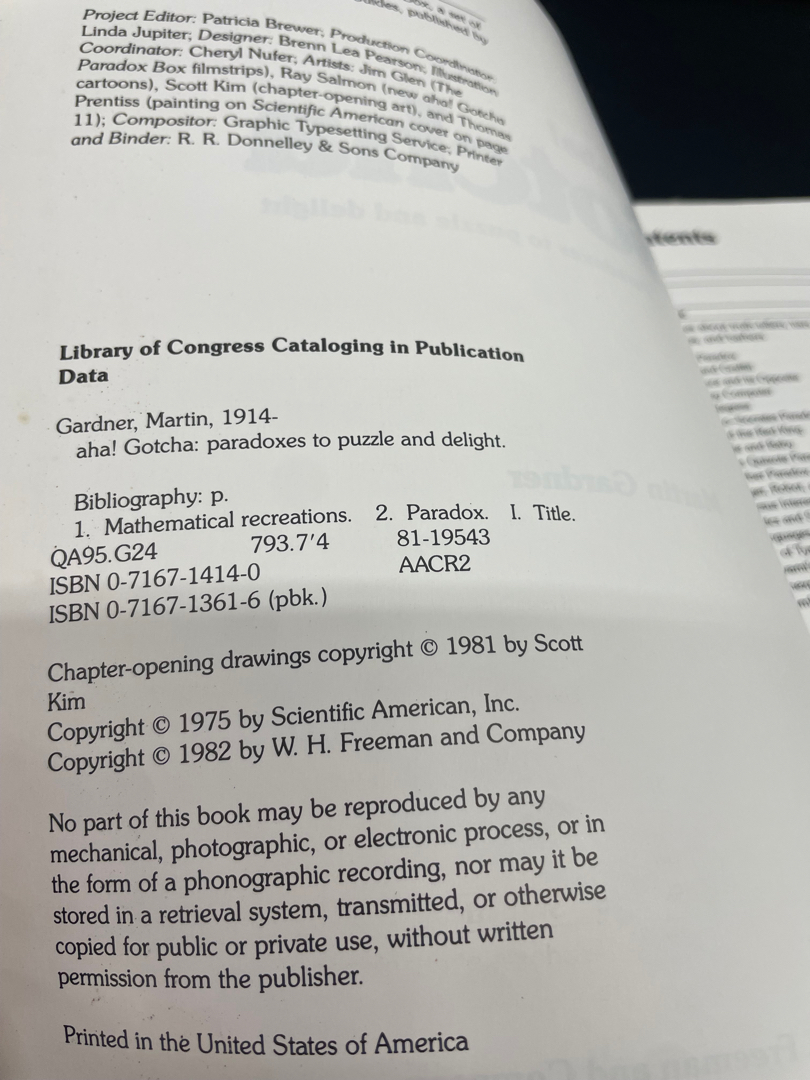 ox, a set of
published by
Project Editor: Patricia Brewer; Production Coordinator:
Linda Jupiter; Designer: Brenn Lea Pearson; Illustration
Coordinator: Cheryl Nufer; Artists: Jim Glen (The
Paradox Box filmstrips), Ray Salmon (new aha! Gotcha
cartoons), Scott Kim (chapter-opening art), and Thomas
Prentiss (painting on Scientific American cover on page
11); Compositor: Graphic Typesetting Service; Printer
and Binder: R. R. Donnelley & Sons Company
Library of Congress Cataloging in Publication
Data
Gardner, Martin, 1914-
aha! Gotcha: paradoxes to puzzle and delight.
Bibliography: p.
1. Mathematical recreations. 2. Paradox. I. Title.
QA95.G24 793.7'4 81-19543
ISBN 0-7167-1414-0 AACR2
ISBN 0-7167-1361-6 (pbk.)
Chapter-opening drawings copyright © 1981 by Scott
Kim
Copyright © 1975 by Scientific American, Inc.
Copyright © 1982 by W. H. Freeman and Company
No part of this book may be reproduced by any
mechanical, photographic, or electronic process, or in
the form of a phonographic recording, nor may it be
stored in a retrieval system, transmitted, or otherwise
copied for public or private use, without written
permission from the publisher.
Printed in the United States of America